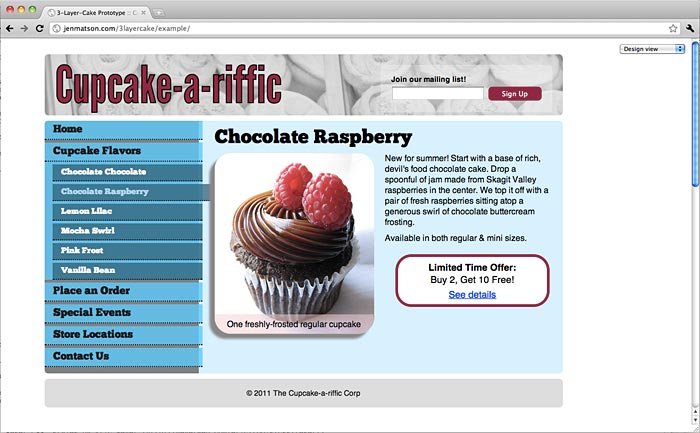 3-Layer-Cake Prototype :: C
jenmatson.com/3layercake/example/
Design view
Cupcake-a-riffic
Join our mailing list!
Sign Up
Home
Cupcake Flavors
Chocolate Chocolate
Chocolate Raspberry
Lemon Lilac
Mocha Swirl
Pink Frost
Vanilla Bean
Place an Order
Special Events
Store Locations
Contact Us
Chocolate Raspberry
One freshly-frosted regular cupcake
New for summer! Start with a base of rich,
devil's food chocolate cake. Drop a
spoonful of jam made from Skagit Valley
raspberries in the center. We top it off with a
pair of fresh raspberries sitting atop a
generous swirl of chocolate buttercream
frosting.
Available in both regular & mini sizes.
Limited Time Offer:
Buy 2, Get 10 Free!
See details
© 2011 The Cupcake-a-riffic Corp